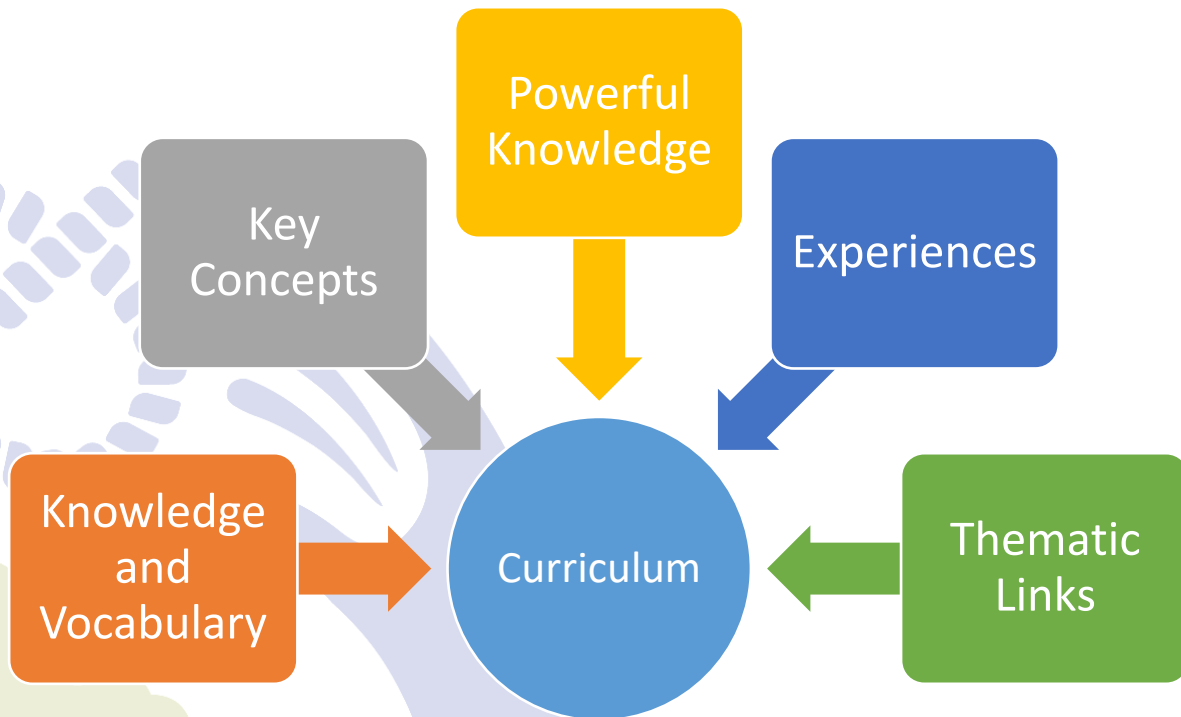 Powerful
Knowledge
Key
Concepts
Experiences
Knowledge
and
Vocabulary
Curriculum
Thematic
Links